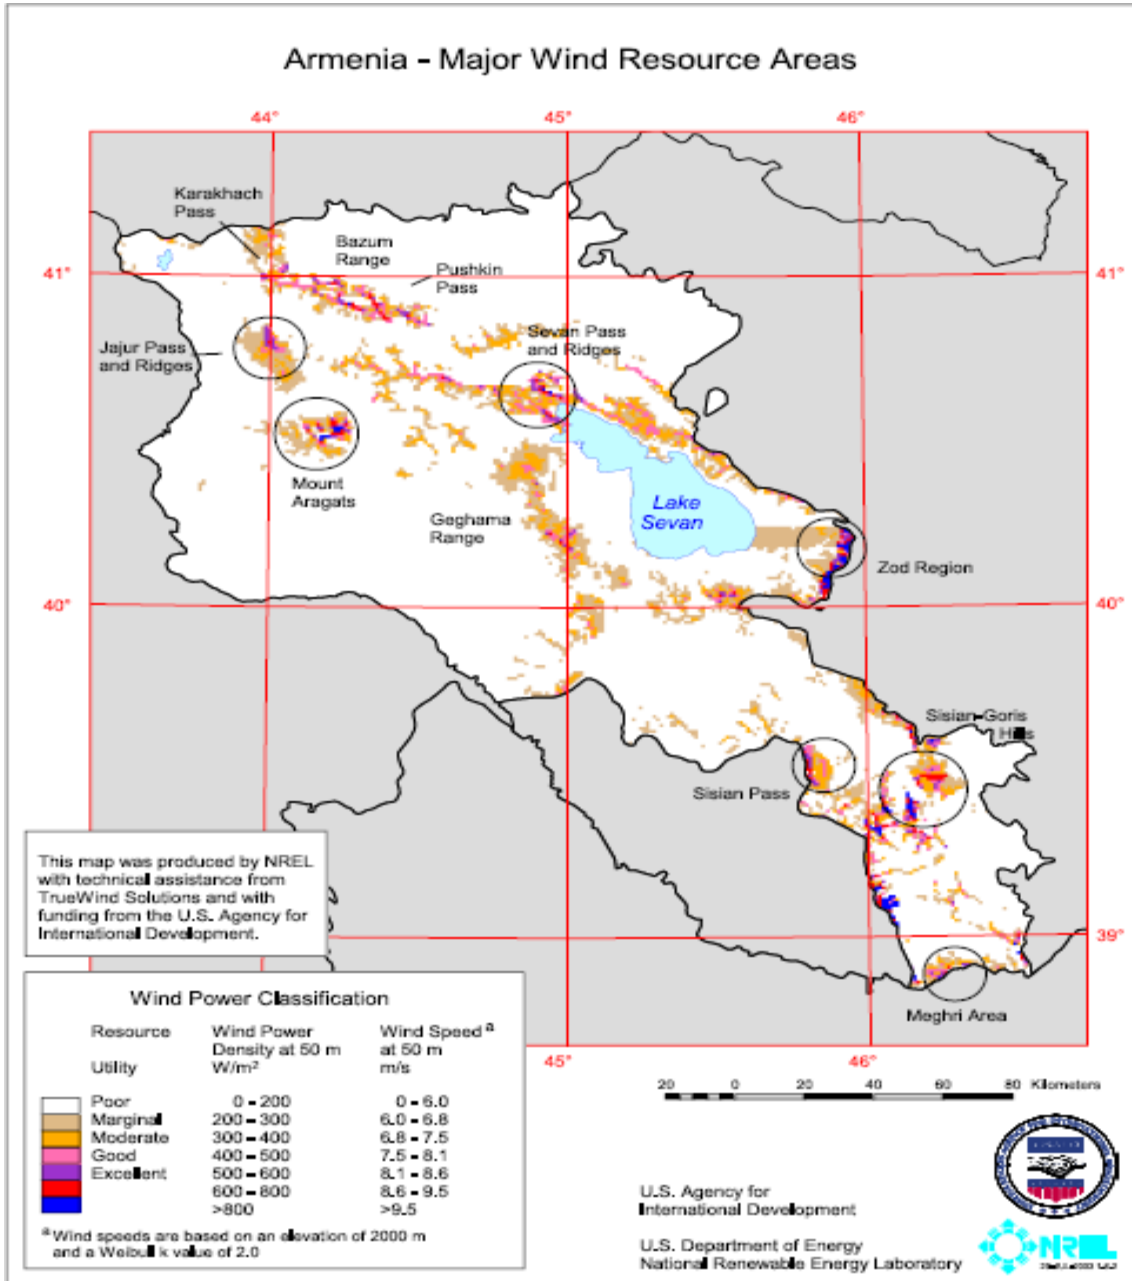 Armenia - Major Wind Resource Areas
44°
45°
46°
Karakhach
Pass
Bazum
Range
Pushkin
Pass
41°
41°
Jajur Pass
and Ridges
Sevan Pass
and Ridges
Mount
Aragats
Geghama
Range
Lake
Sevan
Zod Region
40°
40°
Sisian-Goris
Hills
Sisian Pass
39°
Meghri Area
45°
46°
This map was produced by NREL
with technical assistance from
TrueWind Solutions and with
funding from the U.S. Agency for
International Development.
Wind Power Classification
Resource Wind Power Wind Speed a
Density at 50 m at 50 m
Utility W/m² m/s
Poor 0 - 200 0 - 6.0
Marginal 200 - 300 6.0 - 6.8
Moderate 300 - 400 6.8 - 7.5
Good 400 - 500 7.5 - 8.1
Excellent 500 - 600 8.1 - 8.6
600 - 800 8.6 - 9.5
>800 >9.5
a Wind speeds are based on an elevation of 2000 m
and a Weibull k value of 2.0
20 0 20 40 60 80 Kilometers
U.S. Agency for
International Development
U.S. Department of Energy
National Renewable Energy Laboratory
NREL